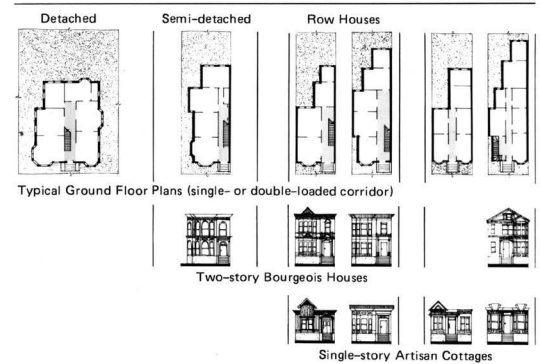 Detached
Semi-detached
Row Houses
Typical Ground Floor Plans (single- or double-loaded corridor)
Two-story Bourgeois Houses
Single-story Artisan Cottages